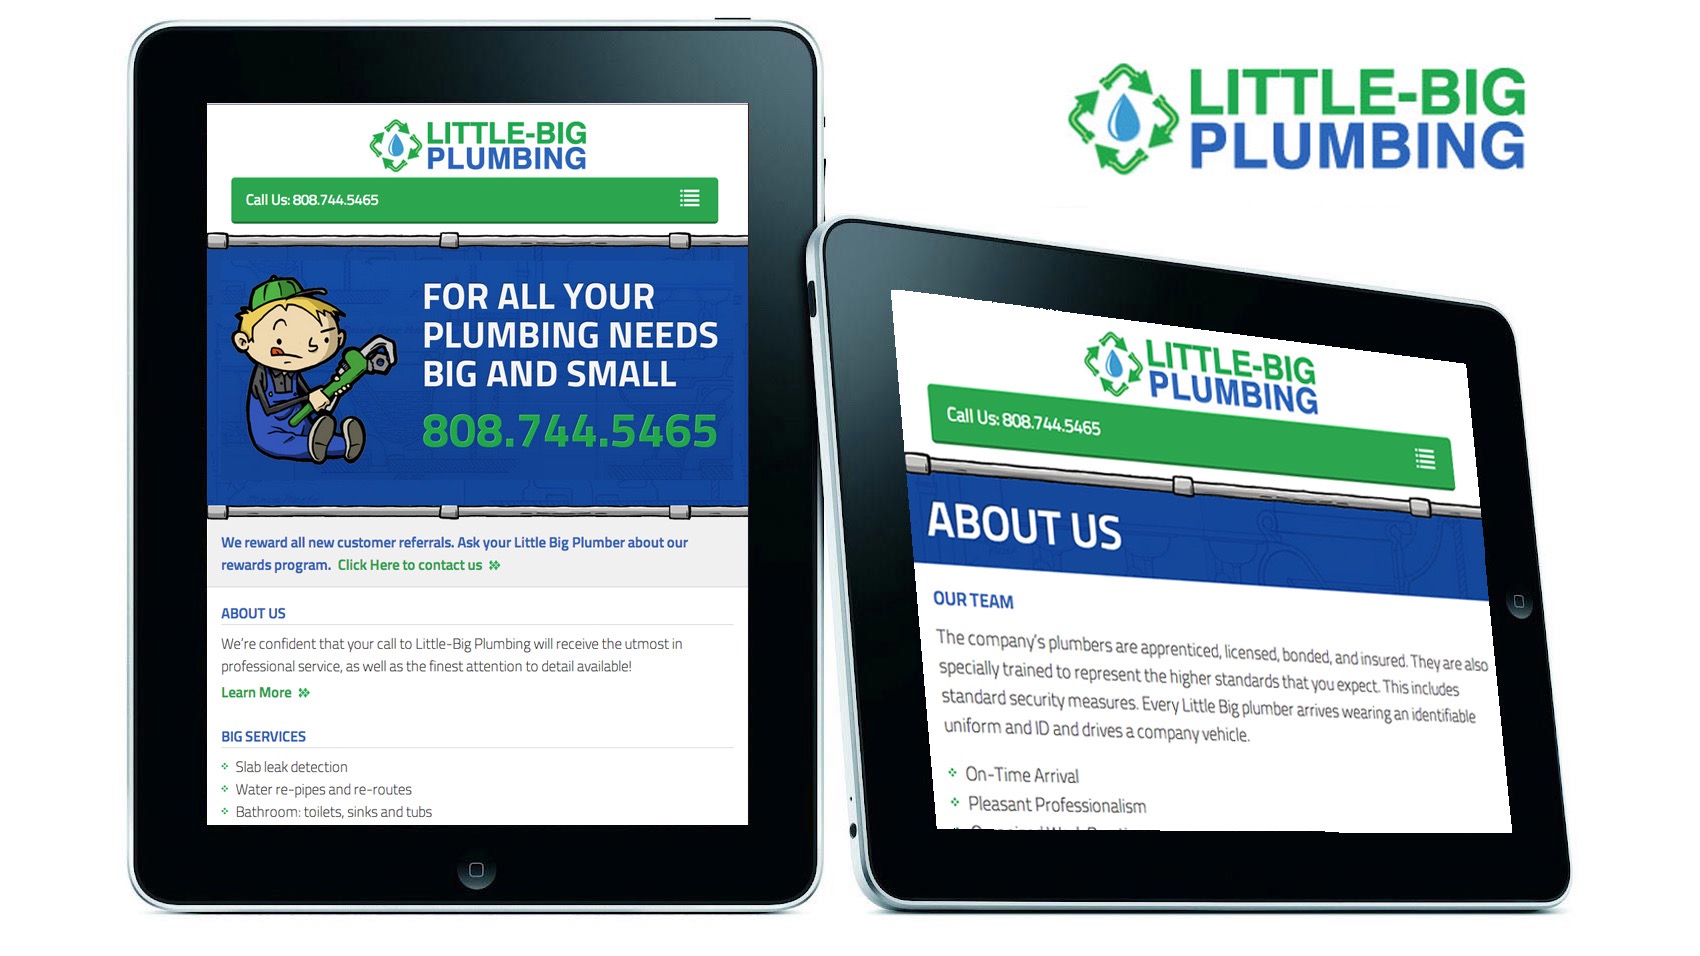 LITTLE-BIG
PLUMBING
Call Us: 808.744.5465
FOR ALL YOUR
PLUMBING NEEDS
BIG AND SMALL
808.744.5465
We reward all new customer referrals. Ask your Little Big Plumber about our
rewards program. Click Here to contact us
ABOUT US
We're confident that your call to Little-Big Plumbing will receive the utmost in
professional service, as well as the finest attention to detail available!
Learn More
BIG SERVICES
Slab leak detection
Water re-pipes and re-routes
Bathroom: toilets, sinks and tubs
LITTLE-BIG
PLUMBING
LITTLE-BIG
PLUMBING
Call Us: 808.744.5465
ABOUT US
OUR TEAM
The company's plumbers are apprenticed, licensed, bonded, and insured. They are also
specially trained to represent the higher standards that you expect. This includes
standard security measures. Every Little Big plumber arrives wearing an identifiable
uniform and ID and drives a company vehicle.
On-Time Arrival
Pleasant Professionalism